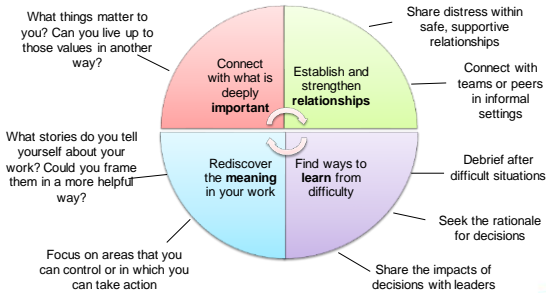 What things matter to
you? Can you live up to
those values in another
way?
Connect
with what is
deeply
important
Establish and
strengthen
relationships
Share distress within
safe, supportive
relationships
Connect with
teams or peers
in informal
settings
What stories do you tell
yourself about your
work? Could you frame
them in a more helpful
way?
Focus on areas that you
can control or in which you
can take action
Rediscover
the meaning
in your work
Find ways to
learn from
difficulty
Debrief after
difficult situations
Seek the rationale
for decisions
Share the impacts of
decisions with leaders